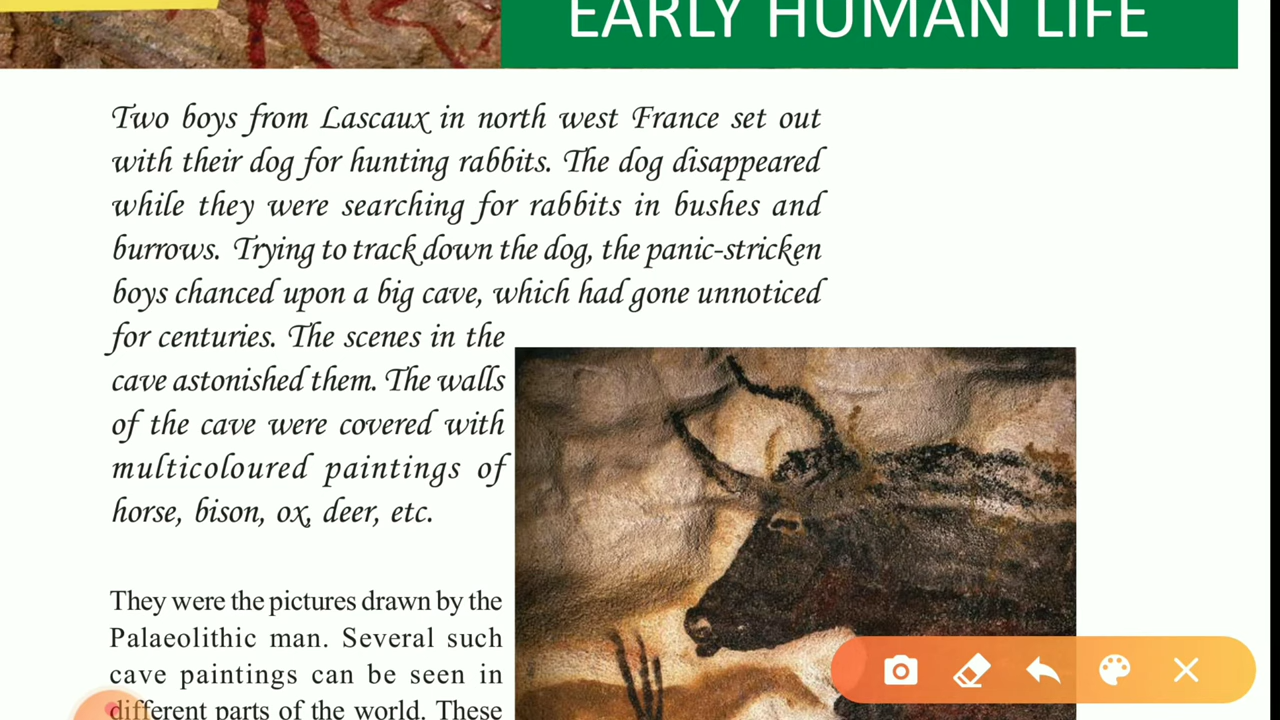 EARLY HUMAN LIFE
Two boys from Lascaux in north west France set out
with their dog for hunting rabbits. The dog disappeared
while they were searching for rabbits in bushes and
burrows. Trying to track down the dog, the panic-stricken
boys chanced upon a big cave, which had gone unnoticed
for centuries. The scenes in the
cave astonished them. The walls
of the cave were covered with
multicoloured paintings of
horse, bison, ox, deer, etc.
They were the pictures drawn by the
Palaeolithic man. Several such
cave paintings can be seen in
different parts of the world. These